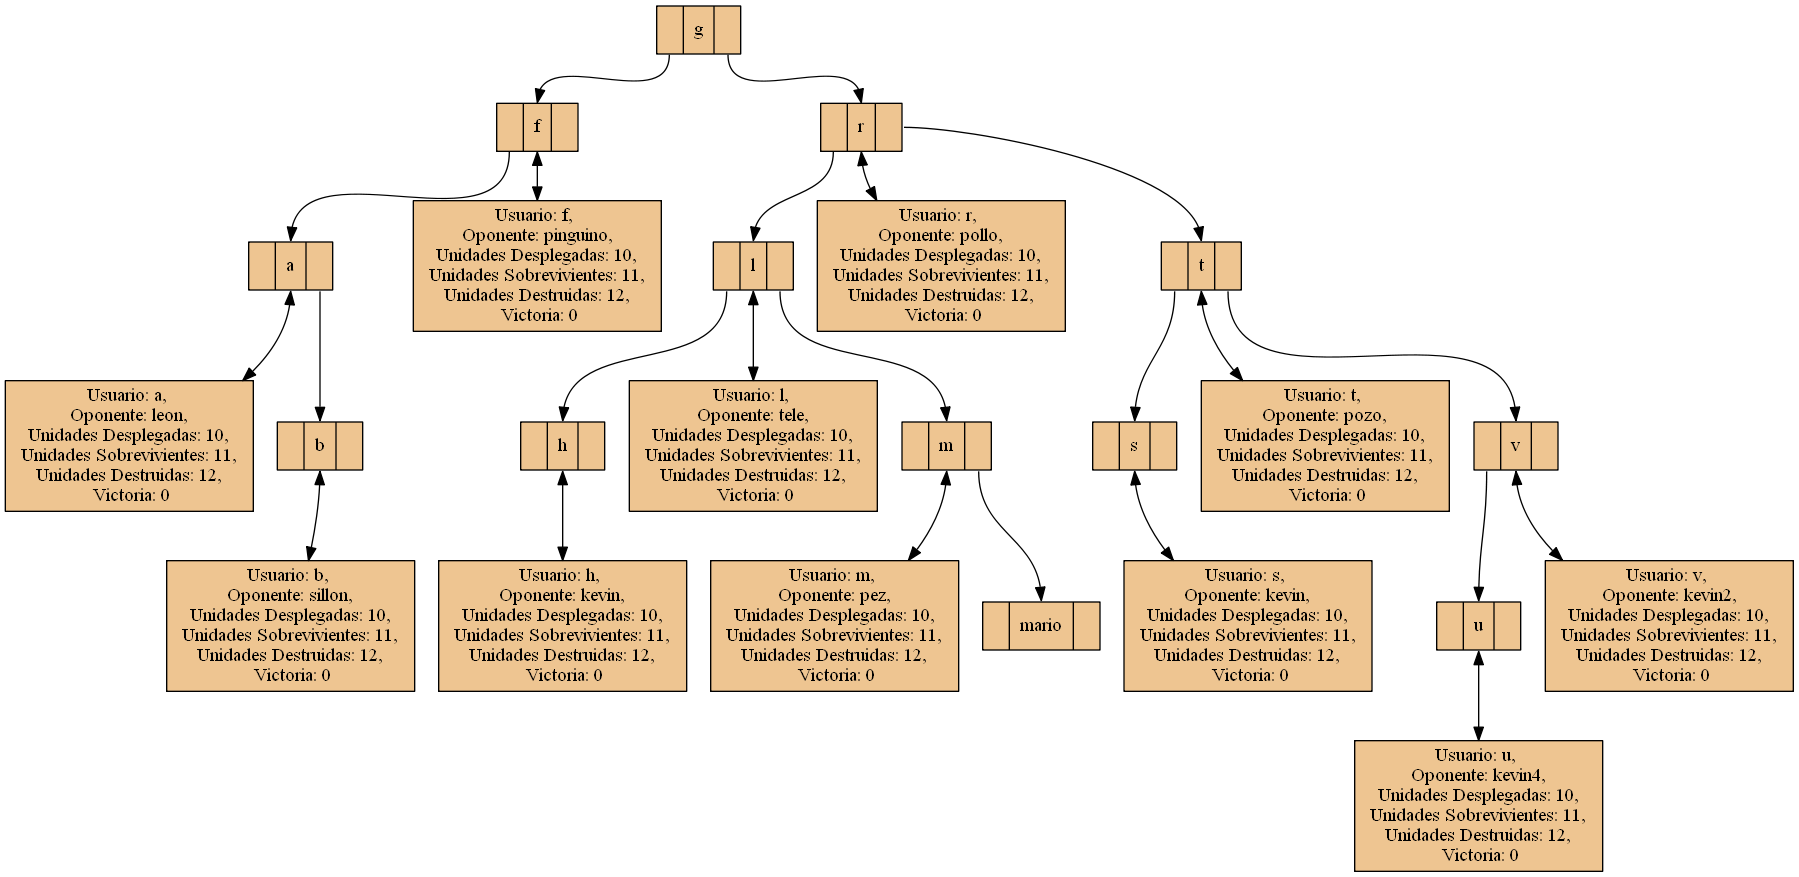 g
f
r
Usuario: f,
Oponente: pinguino,
Unidades Desplegadas: 10,
Unidades Sobrevivientes: 11,
Unidades Destruidas: 12,
Victoria: 0
Usuario: r,
Oponente: pollo,
Unidades Desplegadas: 10,
Unidades Sobrevivientes: 11,
Unidades Destruidas: 12,
Victoria: 0
a
l
t
Usuario: a,
Oponente: leon,
Unidades Desplegadas: 10,
Unidades Sobrevivientes: 11,
Unidades Destruidas: 12,
Victoria: 0
b
h
Usuario: l,
Oponente: tele,
Unidades Desplegadas: 10,
Unidades Sobrevivientes: 11,
Unidades Destruidas: 12,
Victoria: 0
m
s
Usuario: t,
Oponente: pozo,
Unidades Desplegadas: 10,
Unidades Sobrevivientes: 11,
Unidades Destruidas: 12,
Victoria: 0
v
Usuario: b,
Oponente: sillon,
Unidades Desplegadas: 10,
Unidades Sobrevivientes: 11,
Unidades Destruidas: 12,
Victoria: 0
Usuario: h,
Oponente: kevin,
Unidades Desplegadas: 10,
Unidades Sobrevivientes: 11,
Unidades Destruidas: 12,
Victoria: 0
Usuario: m,
Oponente: pez,
Unidades Desplegadas: 10,
Unidades Sobrevivientes: 11,
Unidades Destruidas: 12,
Victoria: 0
mario
Usuario: s,
Oponente: kevin,
Unidades Desplegadas: 10,
Unidades Sobrevivientes: 11,
Unidades Destruidas: 12,
Victoria: 0
u
Usuario: v,
Oponente: kevin2,
Unidades Desplegadas: 10,
Unidades Sobrevivientes: 11,
Unidades Destruidas: 12,
Victoria: 0
Usuario: u,
Oponente: kevin4,
Unidades Desplegadas: 10,
Unidades Sobrevivientes: 11,
Unidades Destruidas: 12,
Victoria: 0